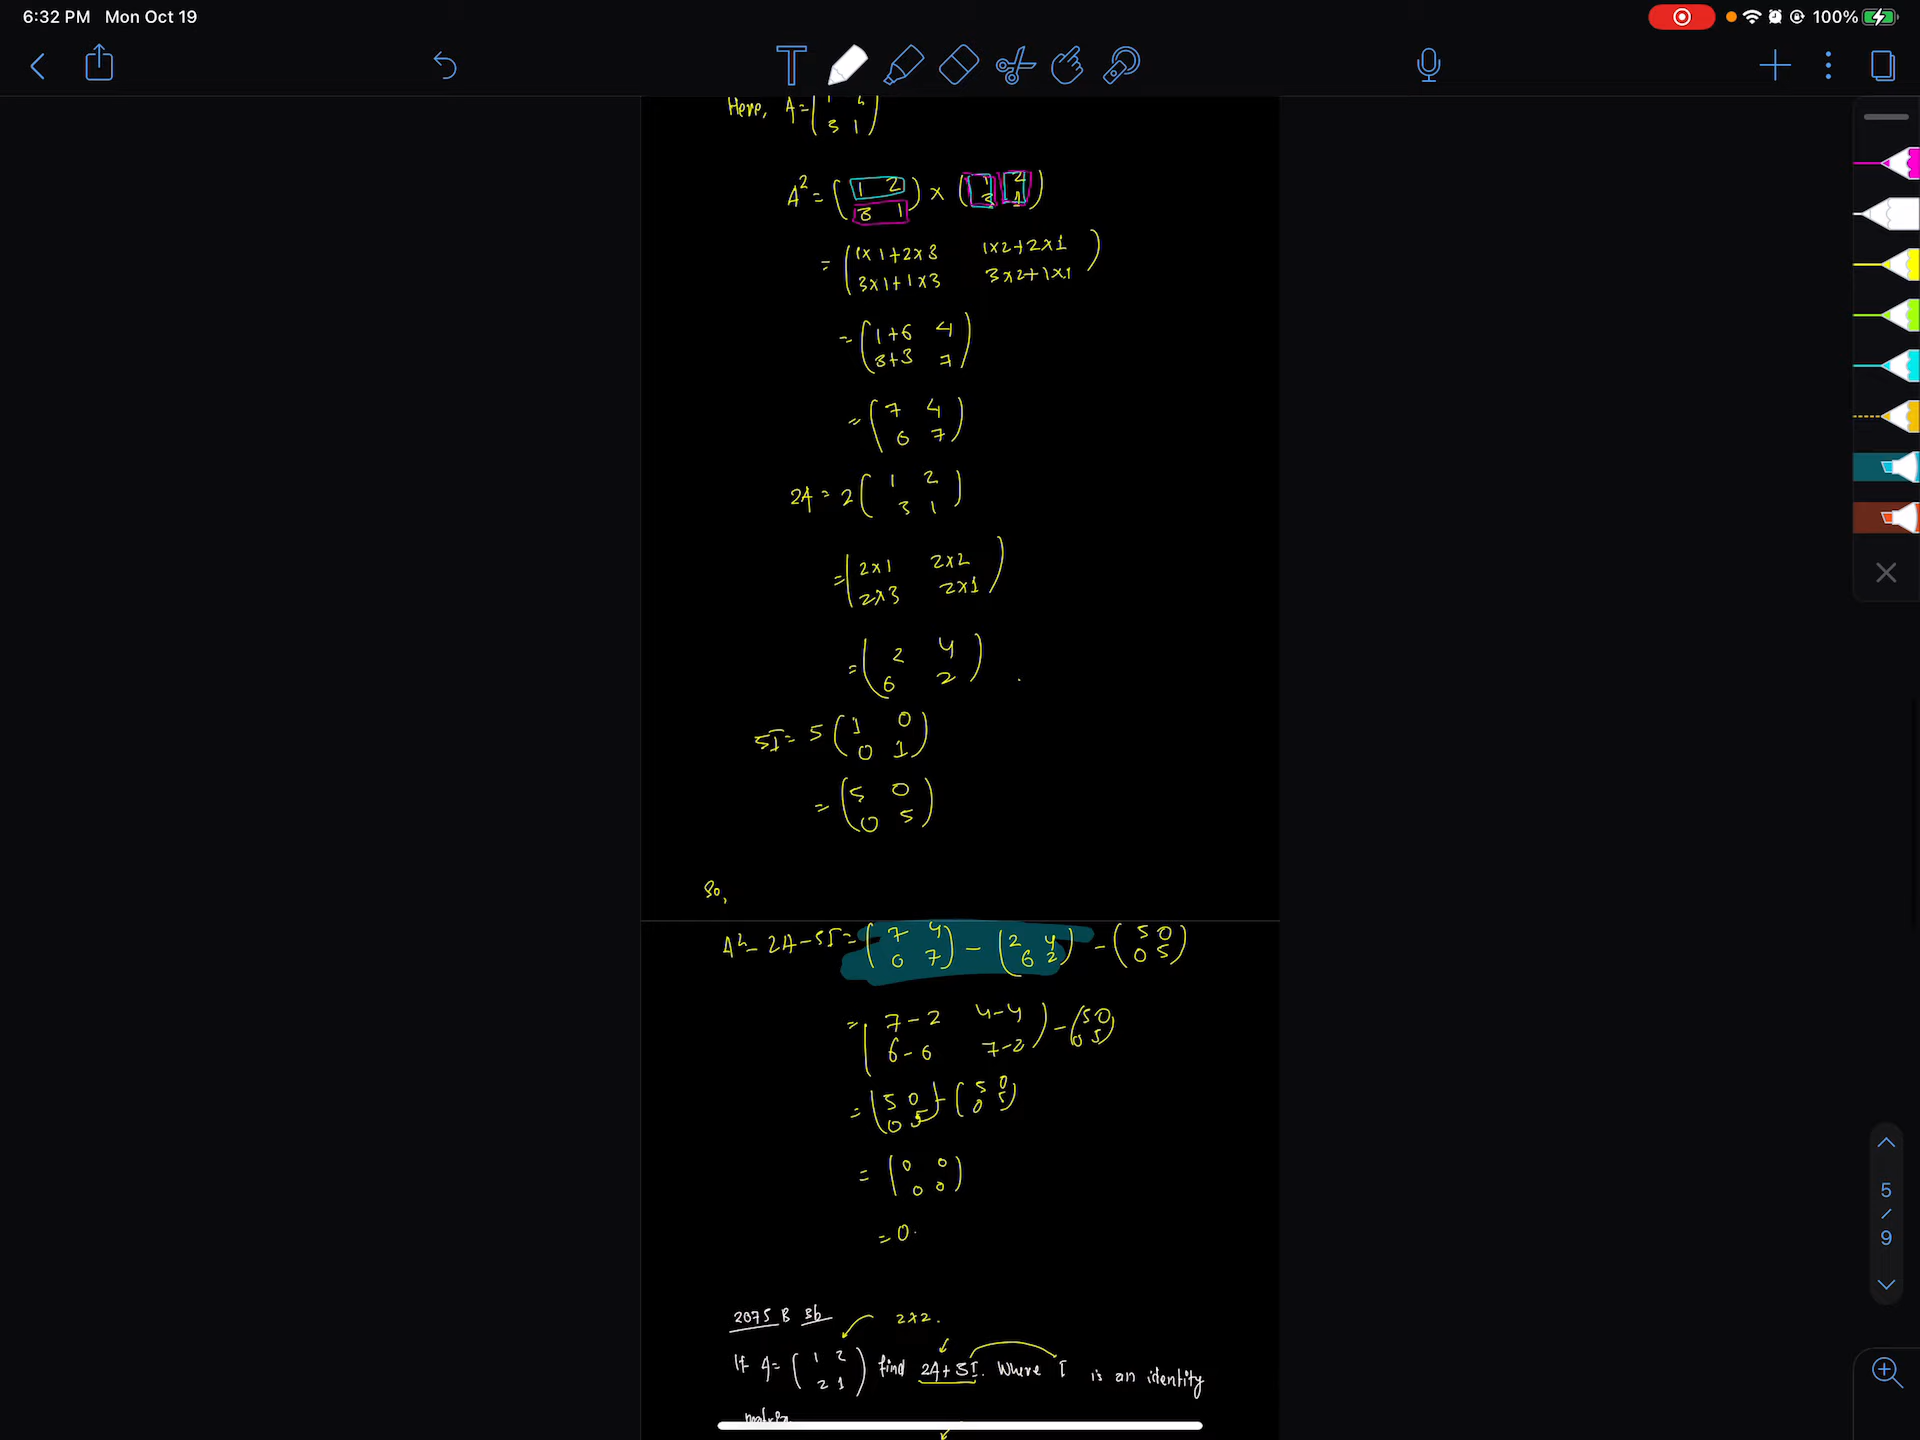 6:32 PM Mon Oct 19
100%
Here, A = ( 3 1 )
A² = ( 1 2 3 1 ) × ( 1 2 3 1 )
= ( 1×1+2×3 1×2+2×1
3×1+1×3 3×2+1×1 )
= ( 1+6 4
3+3 7 )
= ( 7 4
6 7 )
2A = 2 ( 1 2
3 1 )
= ( 2×1 2×2
2×3 2×1 )
= ( 2 4
6 2 ) .
5I = 5 ( 1 0
0 1 )
= ( 5 0
0 5 )
So,
A² - 2A - 5I = ( 7 4 0 7 ) - ( 2 4 6 2 ) - ( 5 0 0 5 )
= ( 7-2 4-4
6-6 7-2 ) - ( 5 0 0 5 )
= ( 5 0 0 5 ) - ( 5 0 0 5 )
= ( 0 0
0 0 )
= 0.
2075 B 3b
2×2.
If A = ( 1 2 2 1 ) find 2A + 5I. Where I is an identity
matrix
5
/
9